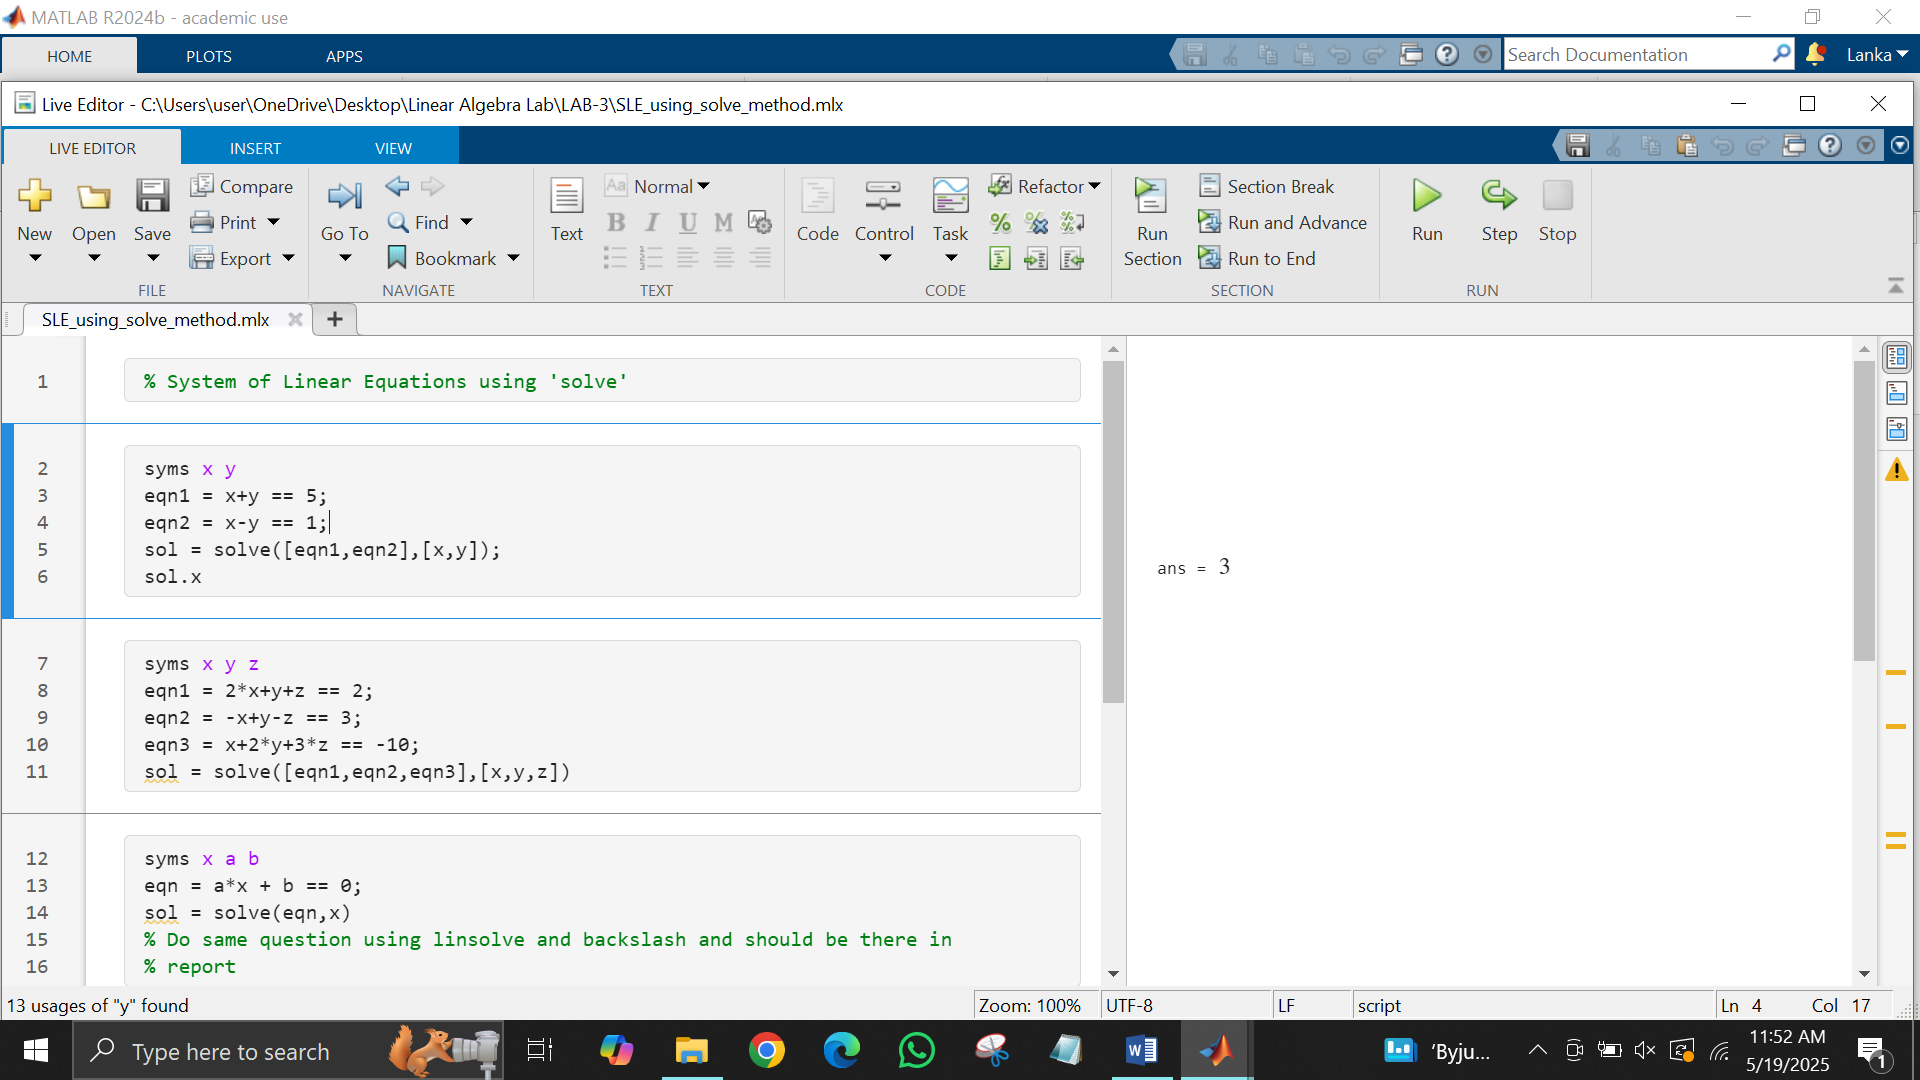 MATLAB R2024b - academic use
HOME PLOTS APPS Search Documentation Lanka
Live Editor - C:\Users\user\OneDrive\Desktop\Linear Algebra Lab\LAB-3\SLE_using_solve_method.mlx
LIVE EDITOR INSERT VIEW
New Open Save Compare Print Export
FILE
Go To Find Bookmark
NAVIGATE
Text Aa Normal B I U M
TEXT
Code Control Task Refactor
CODE
Run Section Section Break Run and Advance Run to End
SECTION
Run Step Stop
RUN
SLE_using_solve_method.mlx
1 % System of Linear Equations using 'solve'
2 syms x y
3 eqn1 = x+y == 5;
4 eqn2 = x-y == 1;
5 sol = solve([eqn1,eqn2],[x,y]);
6 sol.x
ans = 3
7 syms x y z
8 eqn1 = 2*x+y+z == 2;
9 eqn2 = -x+y-z == 3;
10 eqn3 = x+2*y+3*z == -10;
11 sol = solve([eqn1,eqn2,eqn3],[x,y,z])
12 syms x a b
13 eqn = a*x + b == 0;
14 sol = solve(eqn,x)
15 % Do same question using linsolve and backslash and should be there in
16 % report
13 usages of "y" found Zoom: 100% UTF-8 LF script Ln 4 Col 17
Type here to search 'Byju... 11:52 AM
5/19/2025 1